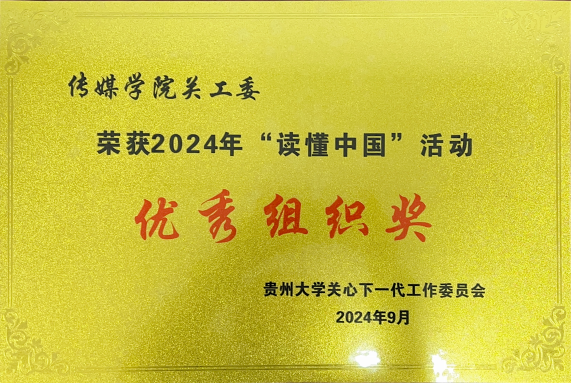 传媒学院关工委
荣获2024年“读懂中国”活动
优秀组织奖
贵州大学关心下一代工作委员会
2024年9月